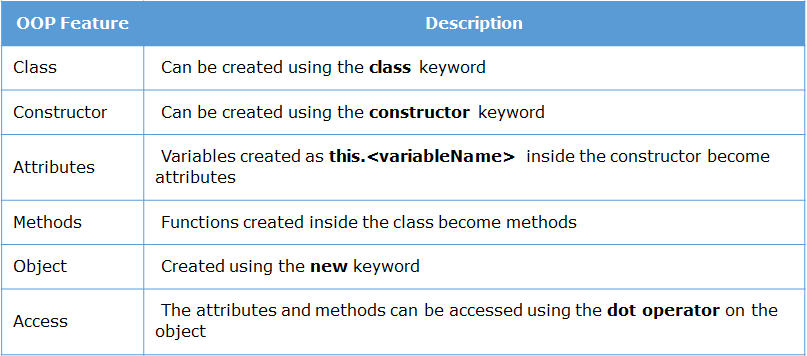 OOP Feature Description
Class Can be created using the class keyword
Constructor Can be created using the constructor keyword
Attributes Variables created as this.<variableName> inside the constructor become
attributes
Methods Functions created inside the class become methods
Object Created using the new keyword
Access The attributes and methods can be accessed using the dot operator on the
object